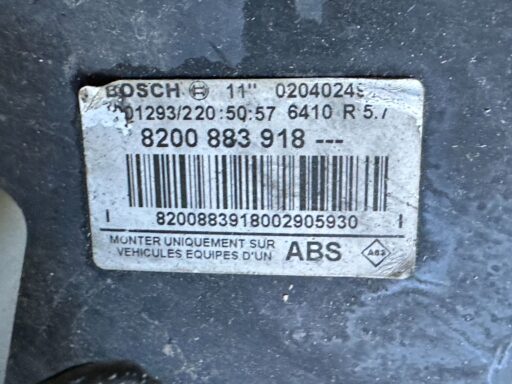 BOSCH 11" 02040249
01293/220:50:57 6410 R 5.7
8200 883 918 ---
I 8200883918002905930 I
MONTER UNIQUEMENT SUR
VEHICULES EQUIPES D'UN ABS